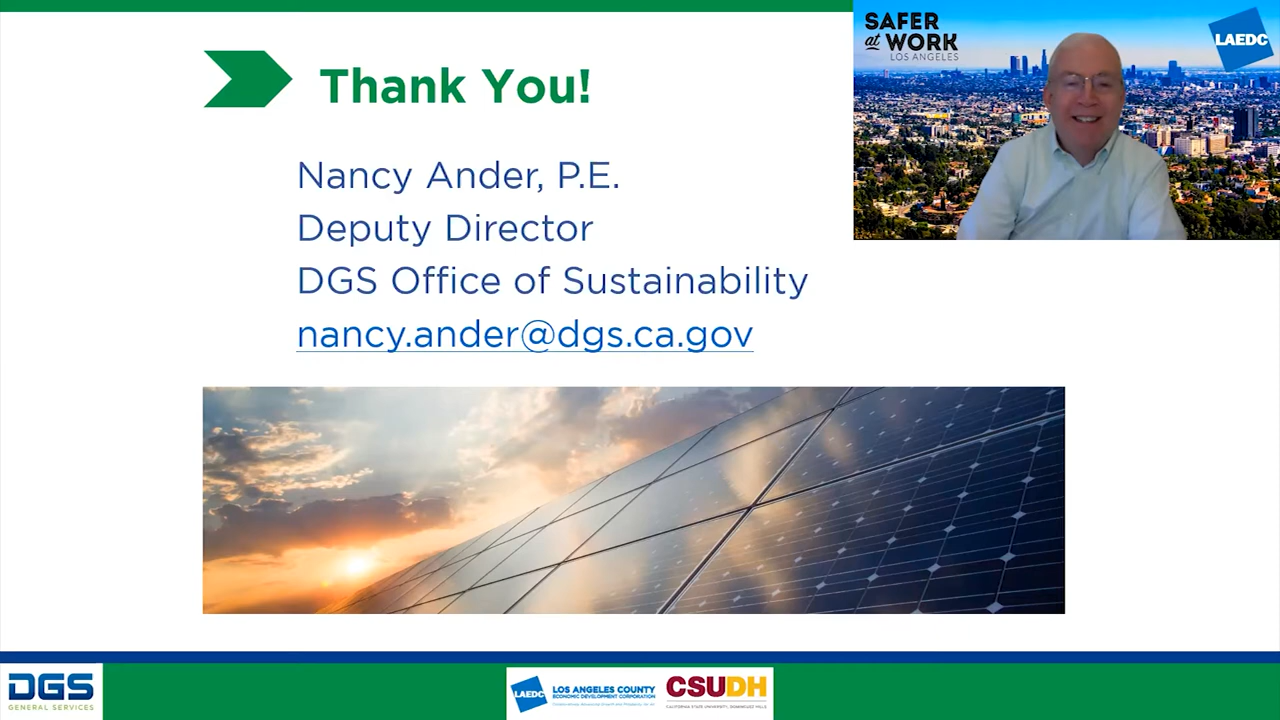 Thank You!
Nancy Ander, P.E.
Deputy Director
DGS Office of Sustainability
nancy.ander@dgs.ca.gov
SAFER
at WORK
LOS ANGELES
LAEDC
DGS
GENERAL SERVICES
LAEDC
LOS ANGELES COUNTY
ECONOMIC DEVELOPMENT CORPORATION
CSUDH
CALIFORNIA STATE UNIVERSITY, DOMINGUEZ HILLS